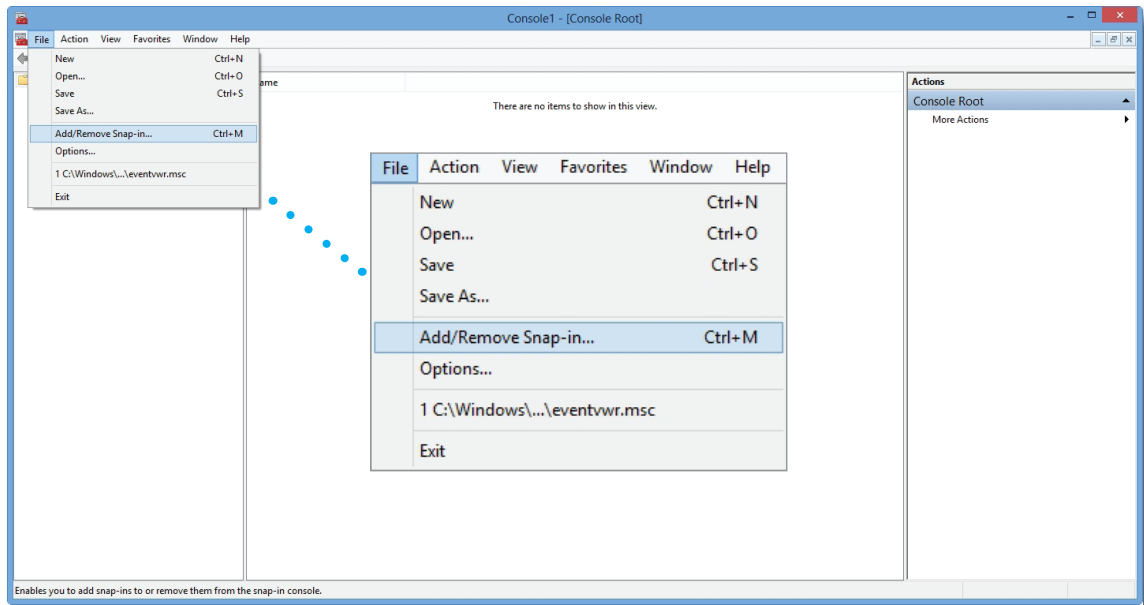 Console1 - [Console Root]
File Action View Favorites Window Help
New Ctrl+N
Open... Ctrl+O
Save Ctrl+S
Save As...
Add/Remove Snap-in... Ctrl+M
Options...
1 C:\Windows\...\eventvwr.msc
Exit
ame
There are no items to show in this view.
Actions
Console Root
More Actions
File Action View Favorites Window Help
New Ctrl+N
Open... Ctrl+O
Save Ctrl+S
Save As...
Add/Remove Snap-in... Ctrl+M
Options...
1 C:\Windows\...\eventvwr.msc
Exit
Enables you to add snap-ins to or remove them from the snap-in console.